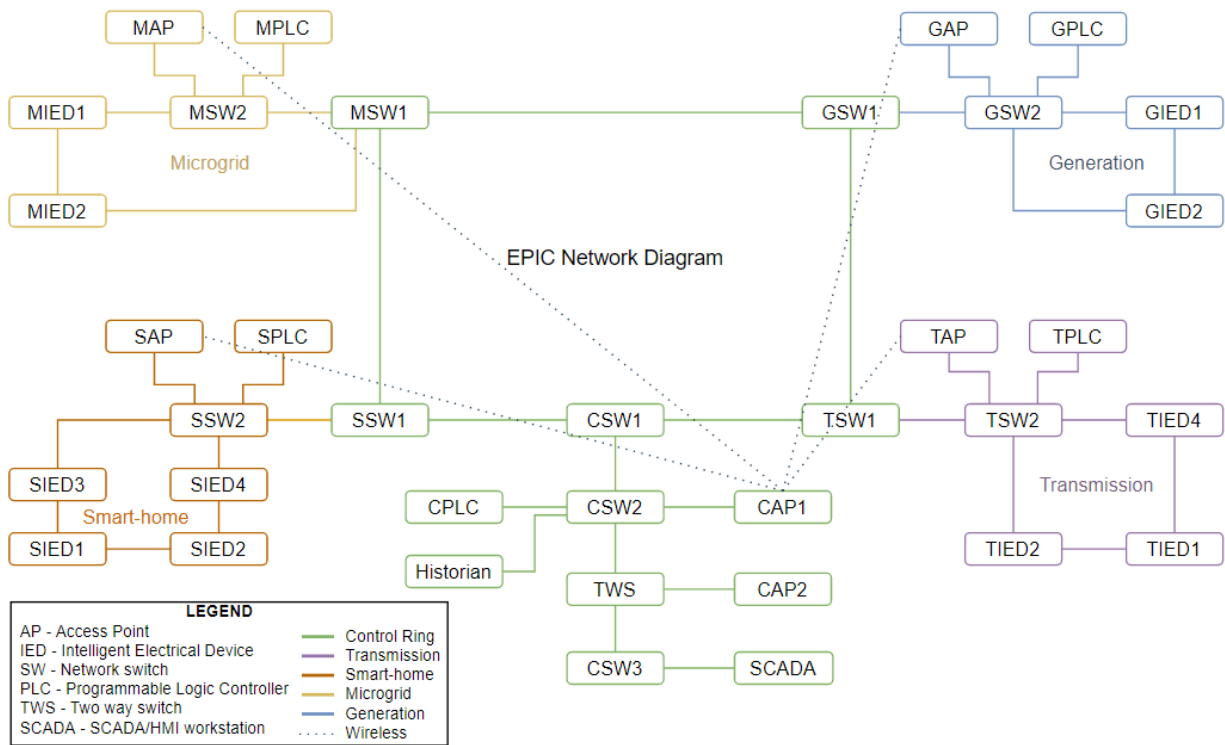 MAP
MPLC
GAP
GPLC
MIED1
MSW2
MSW1
GSW1
GSW2
GIED1
Microgrid
Generation
MIED2
GIED2
EPIC Network Diagram
SAP
SPLC
TAP
TPLC
SSW2
SSW1
CSW1
TSW1
TSW2
TIED4
SIED3
SIED4
Transmission
CPLC
CSW2
CAP1
Smart-home
SIED1
SIED2
TIED2
TIED1
Historian
TWS
CAP2
CSW3
SCADA
LEGEND
AP - Access Point
IED - Intelligent Electrical Device
SW - Network switch
PLC - Programmable Logic Controller
TWS - Two way switch
SCADA - SCADA/HMI workstation
Control Ring
Transmission
Smart-home
Microgrid
Generation
Wireless